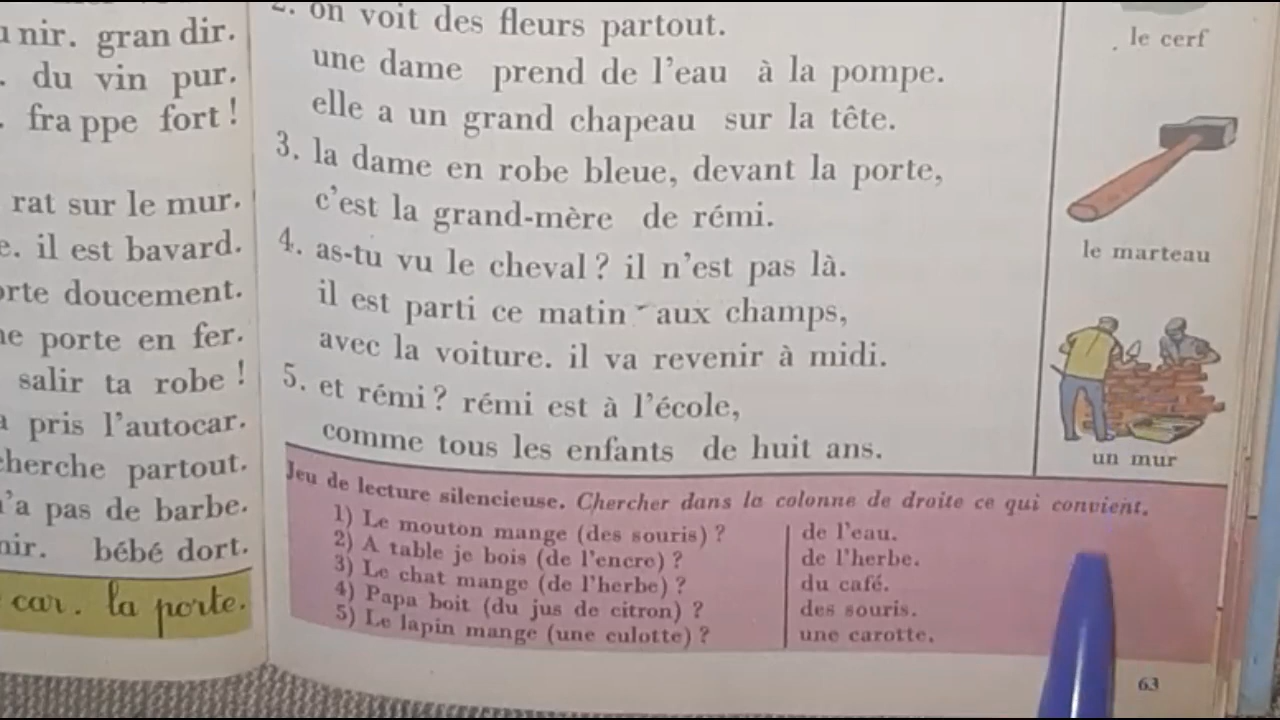 nir. gran dir.
du vin pur.
fra ppe fort !
rat sur le mur.
il est bavard.
doucement.
porte en fer.
salir ta robe !
pris l'autocar.
partout.
pas de barbe.
bébé dort.
car. la porte.
2. on voit des fleurs partout.
une dame prend de l'eau à la pompe.
elle a un grand chapeau sur la tête.
3. la dame en robe bleue, devant la porte,
c'est la grand-mère de rémi.
4. as-tu vu le cheval ? il n'est pas là.
il est parti ce matin aux champs,
avec la voiture. il va revenir à midi.
5. et rémi ? rémi est à l'école,
comme tous les enfants de huit ans.
le cerf
le marteau
un mur
Jeu de lecture silencieuse. Chercher dans la colonne de droite ce qui convient.
1) Le mouton mange (des souris) ?
2) A table je bois (de l'encre) ?
3) Le chat mange (de l'herbe) ?
4) Papa boit (du jus de citron) ?
5) Le lapin mange (une culotte) ?
de l'eau.
de l'herbe.
du café.
des souris.
une carotte.
63